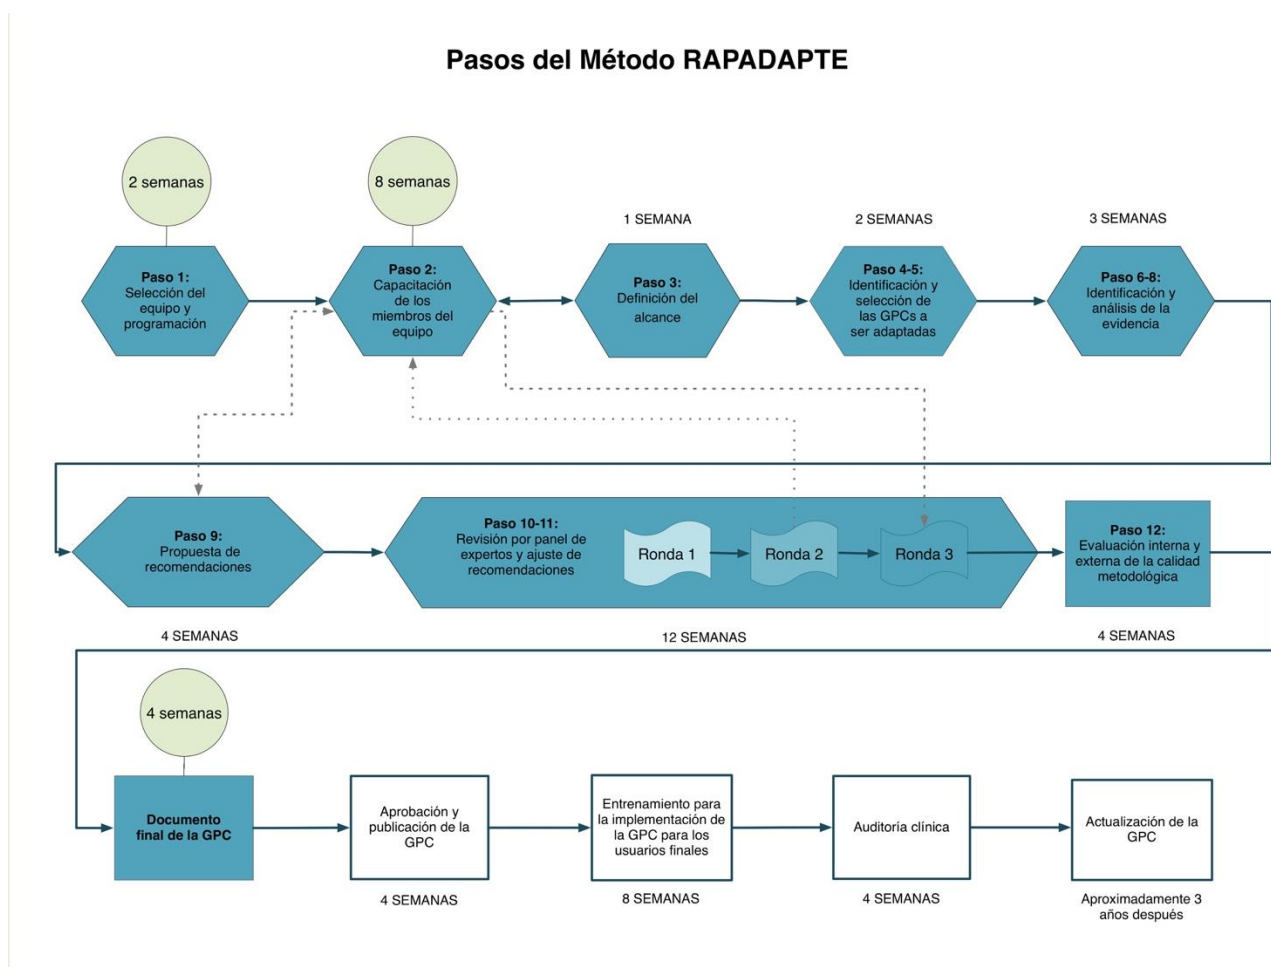 Pasos del Método RAPADAPTE
2 semanas
8 semanas
1 SEMANA
2 SEMANAS
3 SEMANAS
Paso 1:
Selección del
equipo y
programación
Paso 2:
Capacitación
de los
miembros del
equipo
Paso 3:
Definición del
alcance
Paso 4-5:
Identificación y
selección de
las GPCs a
ser adaptadas
Paso 6-8:
Identificación y
análisis de la
evidencia
Paso 9:
Propuesta de
recomendaciones
Paso 10-11:
Revisión por panel de
expertos y ajuste de
recomendaciones
Ronda 1
Ronda 2
Ronda 3
Paso 12:
Evaluación interna y
externa de la calidad
metodológica
4 SEMANAS
12 SEMANAS
4 SEMANAS
4 semanas
Documento
final de la GPC
Aprobación y
publicación de la
GPC
Entrenamiento para
la implementación de
la GPC para los
usuarios finales
Auditoría clínica
Actualización de la
GPC
4 SEMANAS
8 SEMANAS
4 SEMANAS
Aproximadamente 3
años después